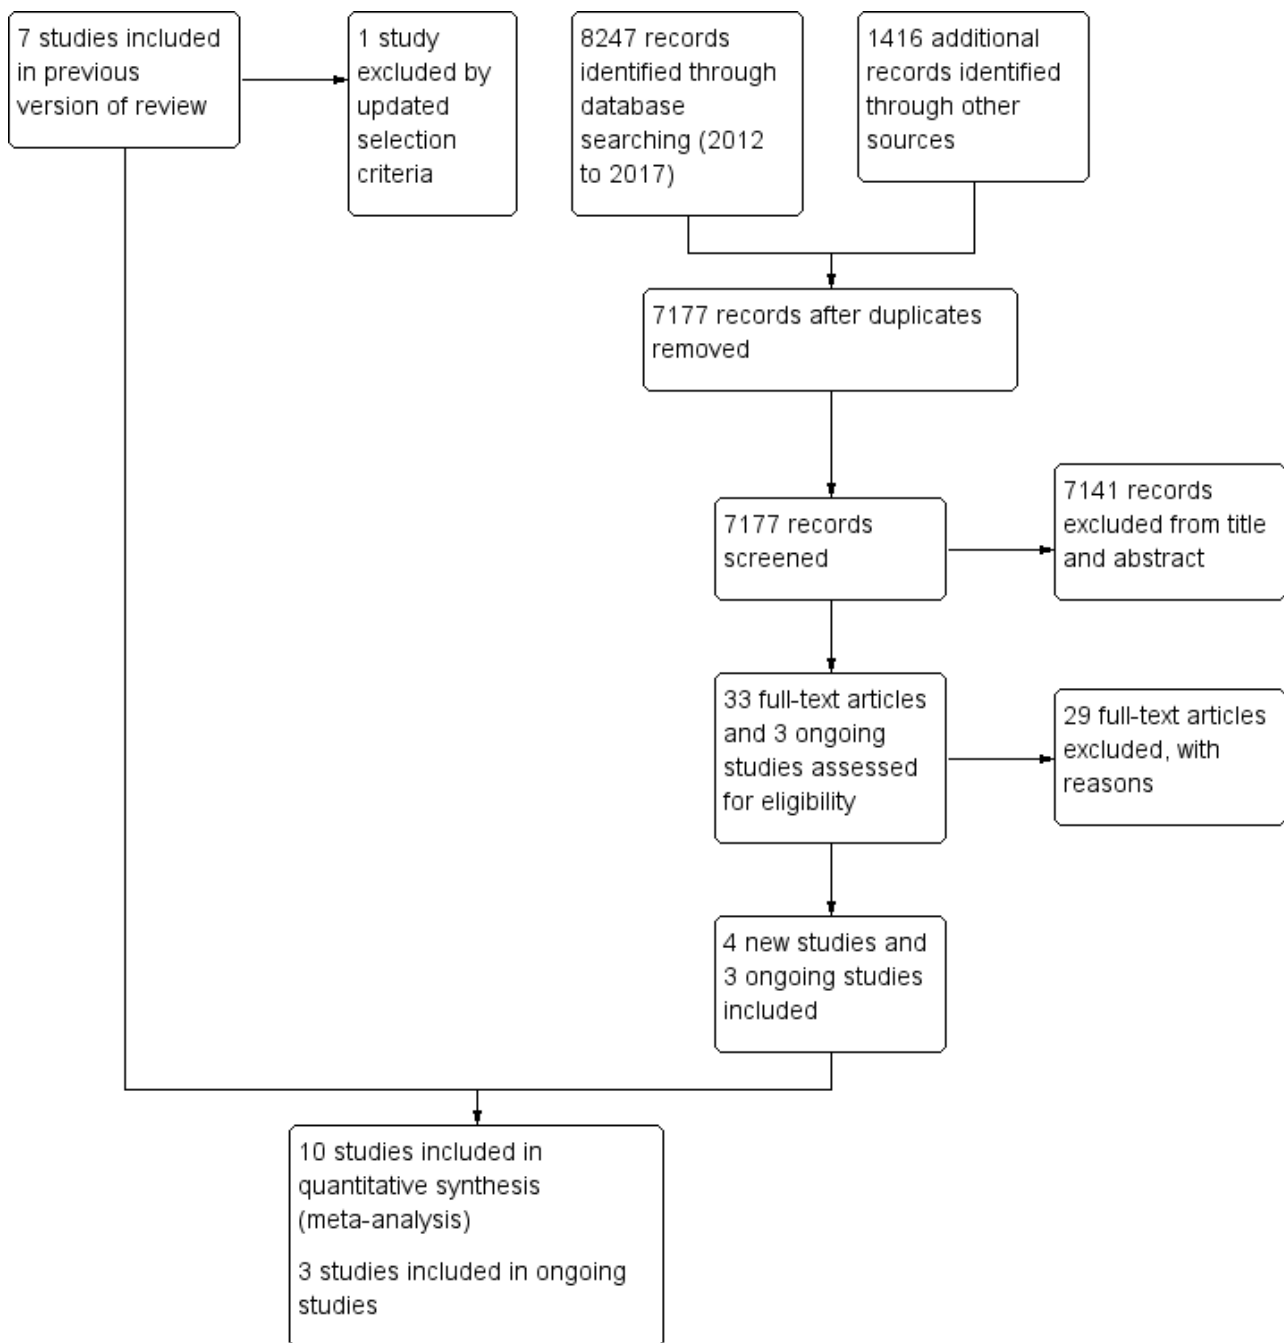 7 studies included
in previous
version of review
1 study
excluded by
updated
selection
criteria
8247 records
identified through
database
searching (2012
to 2017)
1416 additional
records identified
through other
sources
7177 records after duplicates
removed
7177 records
screened
7141 records
excluded from title
and abstract
33 full-text articles
and 3 ongoing
studies assessed
for eligibility
29 full-text articles
excluded, with
reasons
4 new studies and
3 ongoing studies
included
10 studies included in
quantitative synthesis
(meta-analysis)
3 studies included in ongoing
studies